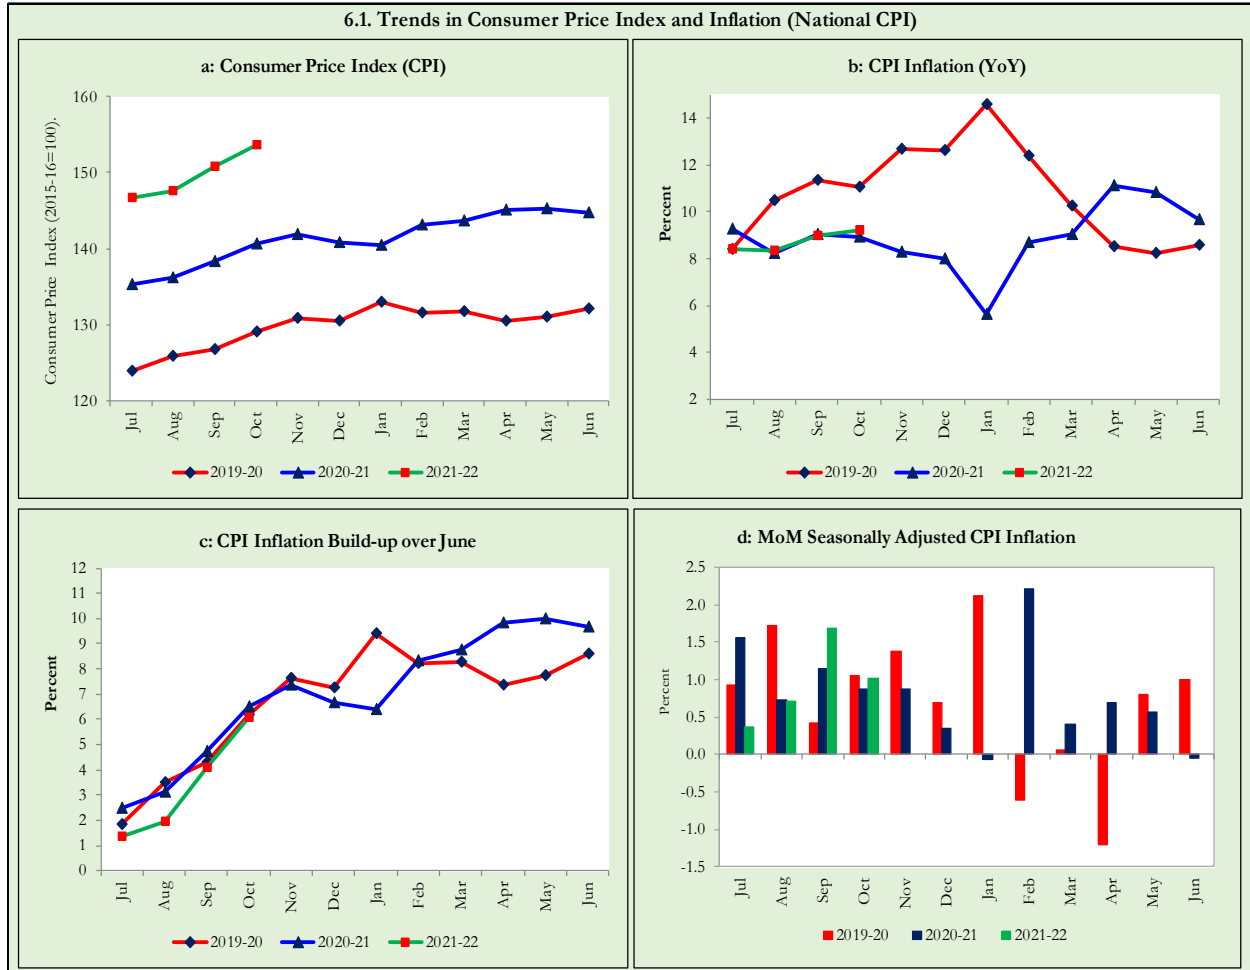 6.1. Trends in Consumer Price Index and Inflation (National CPI)
a: Consumer Price Index (CPI)
Consumer Price Index (2015-16=100).
160
150
140
130
120
Jul Aug Sep Oct Nov Dec Jan Feb Mar Apr May Jun
2019-20 2020-21 2021-22
b: CPI Inflation (YoY)
Percent
14
12
10
8
6
4
2
Jul Aug Sep Oct Nov Dec Jan Feb Mar Apr May Jun
2019-20 2020-21 2021-22
c: CPI Inflation Build-up over June
Percent
12
11
10
9
8
7
6
5
4
3
2
1
0
Jul Aug Sep Oct Nov Dec Jan Feb Mar Apr May Jun
2019-20 2020-21 2021-22
d: MoM Seasonally Adjusted CPI Inflation
Percent
2.5
2.0
1.5
1.0
0.5
0.0
-0.5
-1.0
-1.5
Jul Aug Sep Oct Nov Dec Jan Feb Mar Apr May Jun
2019-20 2020-21 2021-22